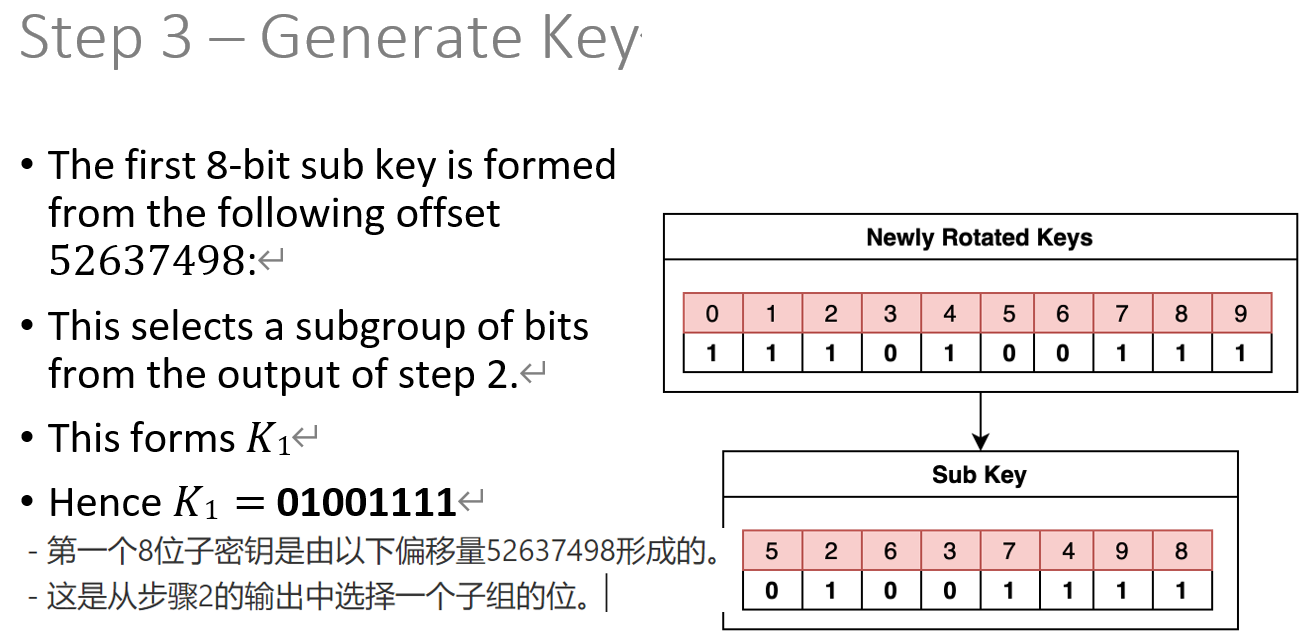 Step 3 – Generate Key
• The first 8-bit sub key is formed
from the following offset
52637498:↵
• This selects a subgroup of bits
from the output of step 2.↵
• This forms K₁↵
• Hence K₁ = 01001111↵
- 第一个8位子密钥是由以下偏移量52637498形成的。
- 这是从步骤2的输出中选择一个子组的位。
Newly Rotated Keys
0 1 2 3 4 5 6 7 8 9
1 1 1 0 1 0 0 1 1 1
Sub Key
5 2 6 3 7 4 9 8
0 1 0 0 1 1 1 1